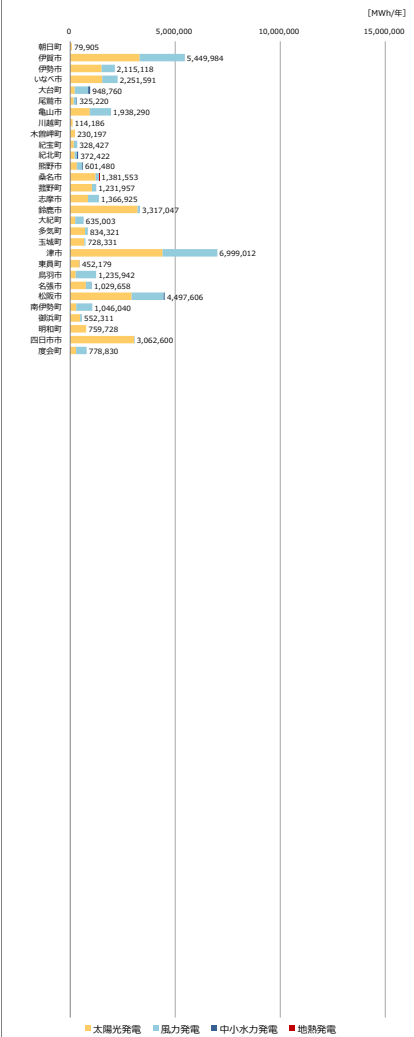 [MWh/年]
0 5,000,000 10,000,000 15,000,000
朝日町 79,905
伊賀市 5,449,984
伊勢市 2,115,118
いなべ市 2,251,591
大台町 948,760
尾鷲市 325,220
亀山市 1,938,290
川越町 114,186
木曽岬町 230,197
紀宝町 328,427
紀北町 372,422
熊野市 601,480
桑名市 1,381,553
菰野町 1,231,957
志摩市 1,366,925
鈴鹿市 3,317,047
大紀町 635,003
多気町 834,321
玉城町 728,331
津市 6,999,012
東員町 452,179
鳥羽市 1,235,942
名張市 1,029,658
松阪市 4,497,606
南伊勢町 1,046,040
御浜町 552,311
明和町 759,728
四日市市 3,062,600
度会町 778,830
太陽光発電 風力発電 中小水力発電 地熱発電